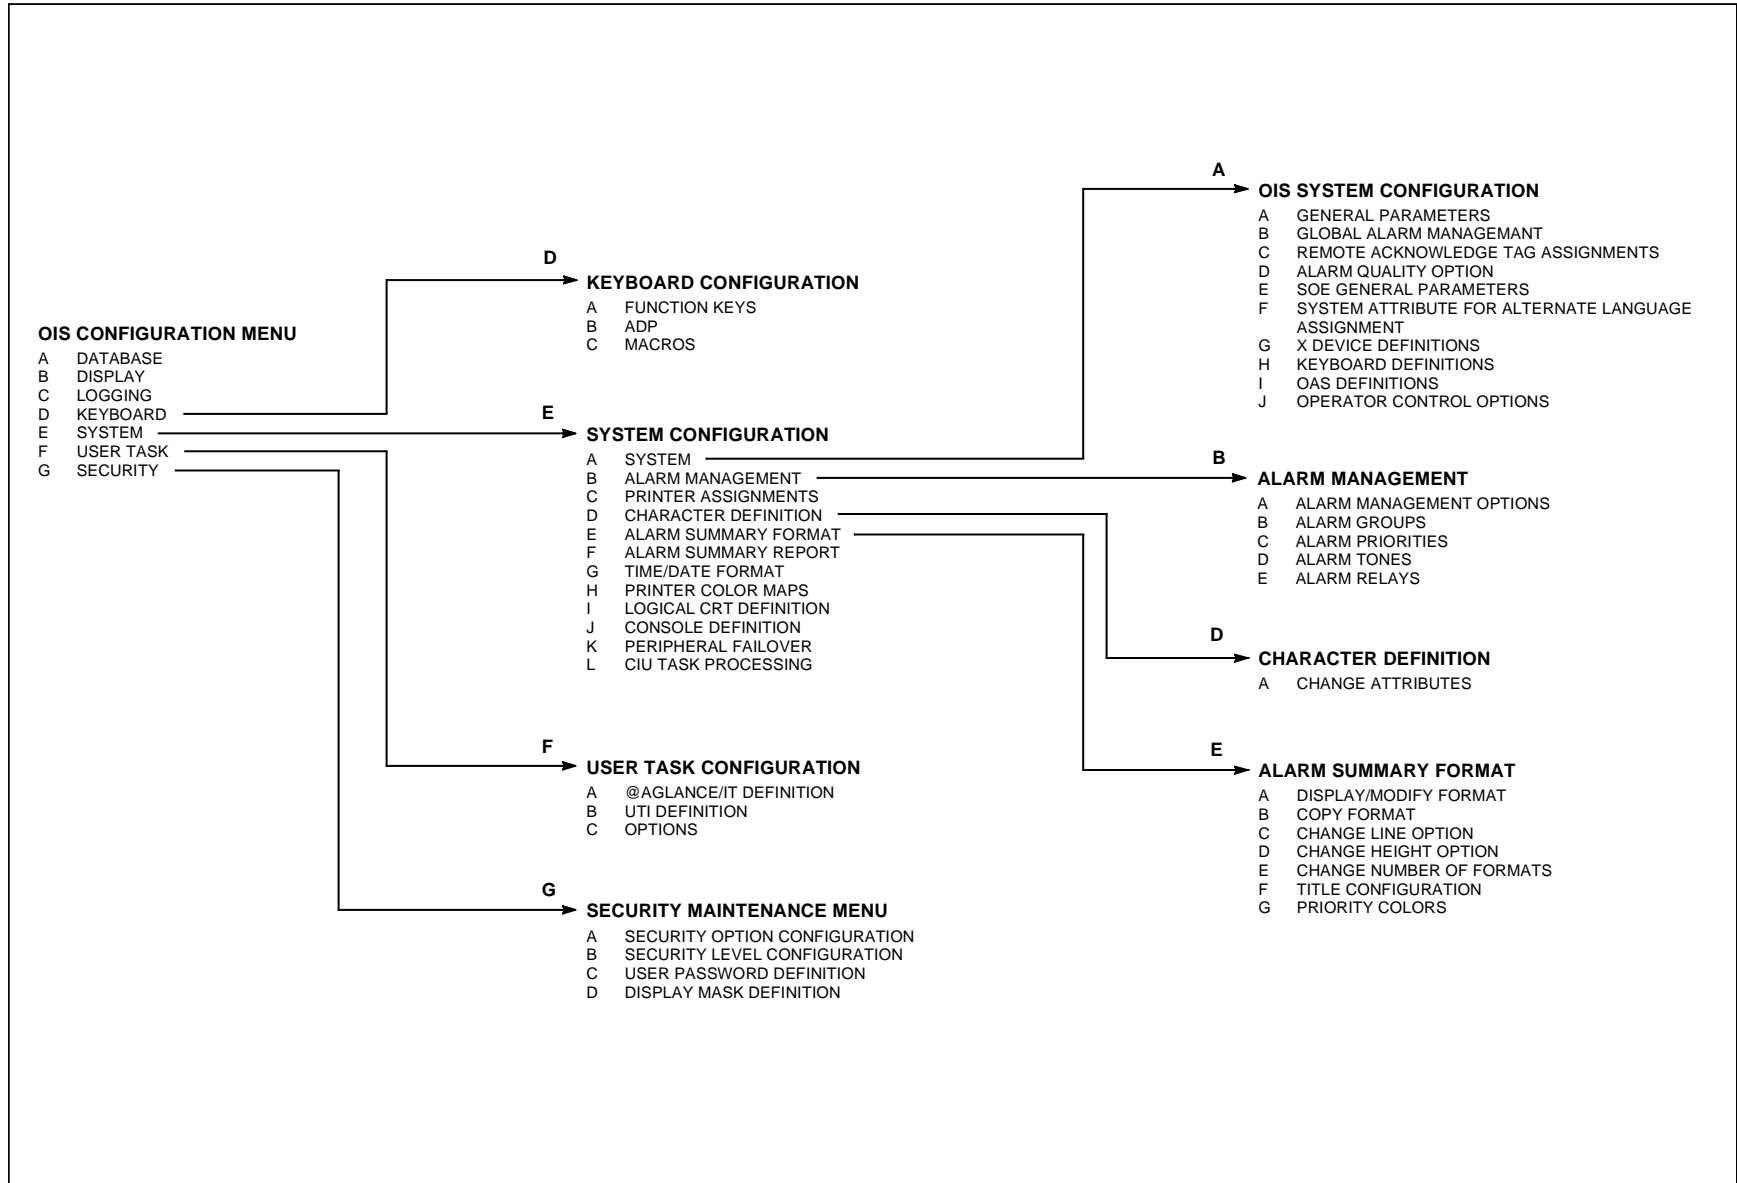 OIS CONFIGURATION MENU
A DATABASE
B DISPLAY
C LOGGING
D KEYBOARD
E SYSTEM
F USER TASK
G SECURITY
D
KEYBOARD CONFIGURATION
A FUNCTION KEYS
B ADP
C MACROS
E
SYSTEM CONFIGURATION
A SYSTEM
B ALARM MANAGEMENT
C PRINTER ASSIGNMENTS
D CHARACTER DEFINITION
E ALARM SUMMARY FORMAT
F ALARM SUMMARY REPORT
G TIME/DATE FORMAT
H PRINTER COLOR MAPS
I LOGICAL CRT DEFINITION
J CONSOLE DEFINITION
K PERIPHERAL FAILOVER
L CIU TASK PROCESSING
F
USER TASK CONFIGURATION
A @AGLANCE/IT DEFINITION
B UTI DEFINITION
C OPTIONS
G
SECURITY MAINTENANCE MENU
A SECURITY OPTION CONFIGURATION
B SECURITY LEVEL CONFIGURATION
C USER PASSWORD DEFINITION
D DISPLAY MASK DEFINITION
A
OIS SYSTEM CONFIGURATION
A GENERAL PARAMETERS
B GLOBAL ALARM MANAGEMANT
C REMOTE ACKNOWLEDGE TAG ASSIGNMENTS
D ALARM QUALITY OPTION
E SOE GENERAL PARAMETERS
F SYSTEM ATTRIBUTE FOR ALTERNATE LANGUAGE
ASSIGNMENT
G X DEVICE DEFINITIONS
H KEYBOARD DEFINITIONS
I OAS DEFINITIONS
J OPERATOR CONTROL OPTIONS
B
ALARM MANAGEMENT
A ALARM MANAGEMENT OPTIONS
B ALARM GROUPS
C ALARM PRIORITIES
D ALARM TONES
E ALARM RELAYS
D
CHARACTER DEFINITION
A CHANGE ATTRIBUTES
E
ALARM SUMMARY FORMAT
A DISPLAY/MODIFY FORMAT
B COPY FORMAT
C CHANGE LINE OPTION
D CHANGE HEIGHT OPTION
E CHANGE NUMBER OF FORMATS
F TITLE CONFIGURATION
G PRIORITY COLORS